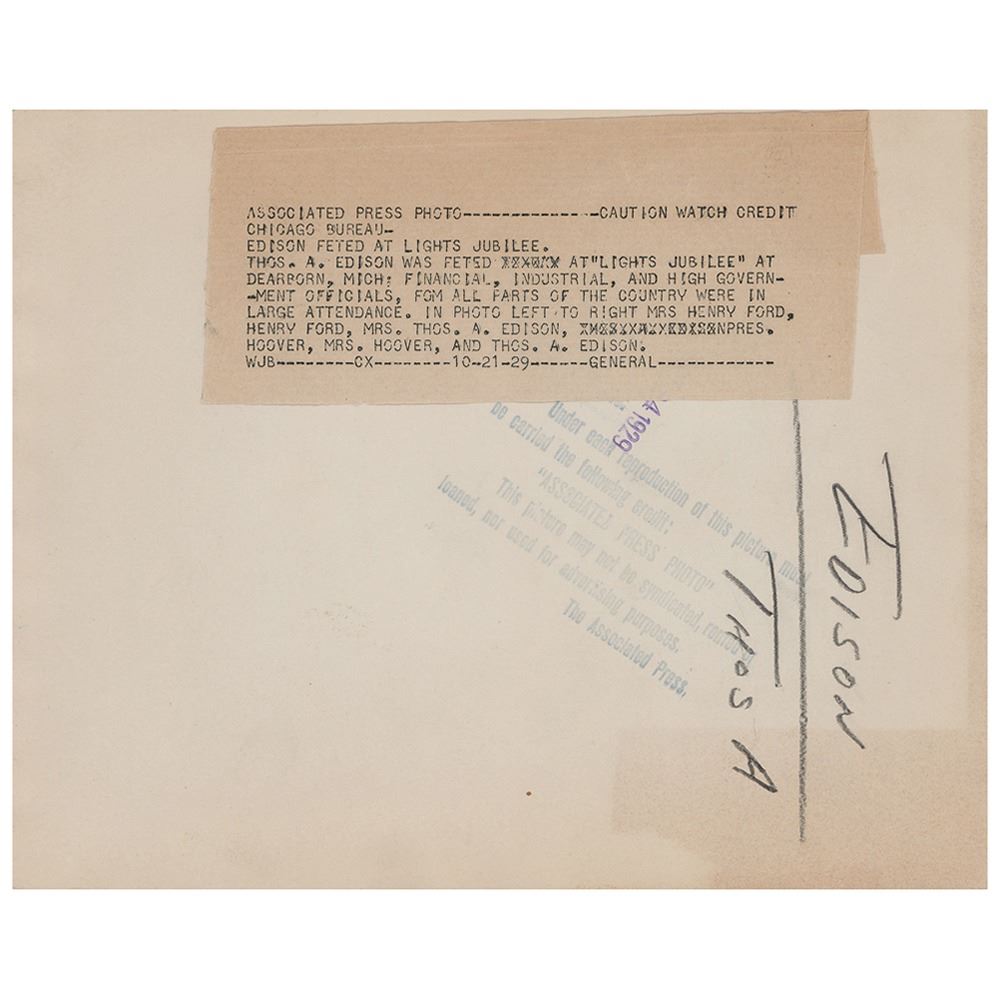 ASSOCIATED PRESS PHOTO---------------CAUTION WATCH CREDIT
CHICAGO BUREAU-
EDISON FETED AT LIGHTS JUBILEE.
THOS. A. EDISON WAS FETED AT"LIGHTS JUBILEE" AT
DEARBORN, MICH; FINANCIAL, INDUSTRIAL, AND HIGH GOVERN-
-MENT OFFICIALS, FOM ALL PARTS OF THE COUNTRY WERE IN
LARGE ATTENDANCE. IN PHOTO LEFT TO RIGHT MRS HENRY FORD,
HENRY FORD, MRS. THOS. A. EDISON, PRES.
HOOVER, MRS. HOOVER, AND THOS. A. EDISON.
WJB--------CX--------10-21-29------GENERAL------------
4 1929
Under each reproduction of this picture must
be carried the following credit:
"ASSOCIATED PRESS PHOTO"
This picture may not be syndicated, rented or
loaned, nor used for advertising purposes.
The Associated Press.
EDISON
THOS A